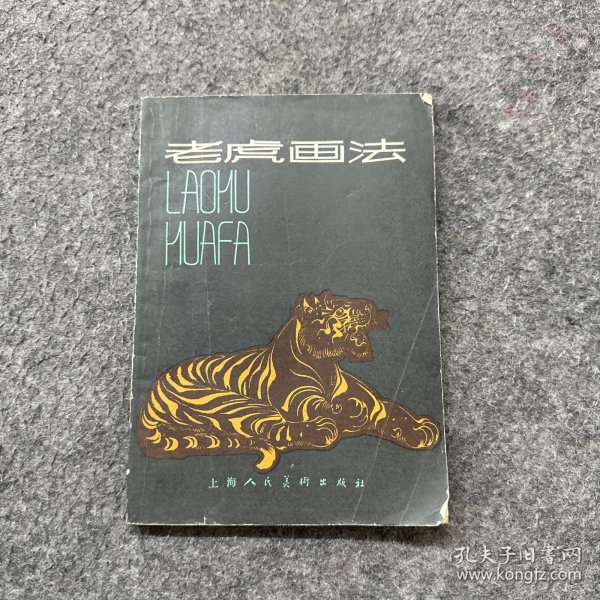 老虎画法
LAOHU
HUAFA
上海人民美術出版社
孔夫子旧书网
www.kongfz.com